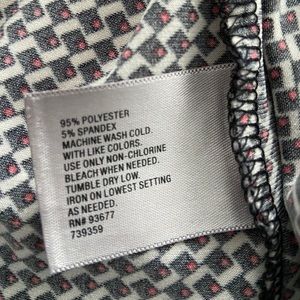 95% POLYESTER
5% SPANDEX
MACHINE WASH COLD.
WITH LIKE COLORS.
USE ONLY NON-CHLORINE
BLEACH WHEN NEEDED.
TUMBLE DRY LOW.
IRON ON LOWEST SETTING
AS NEEDED.
RN# 93677
739359